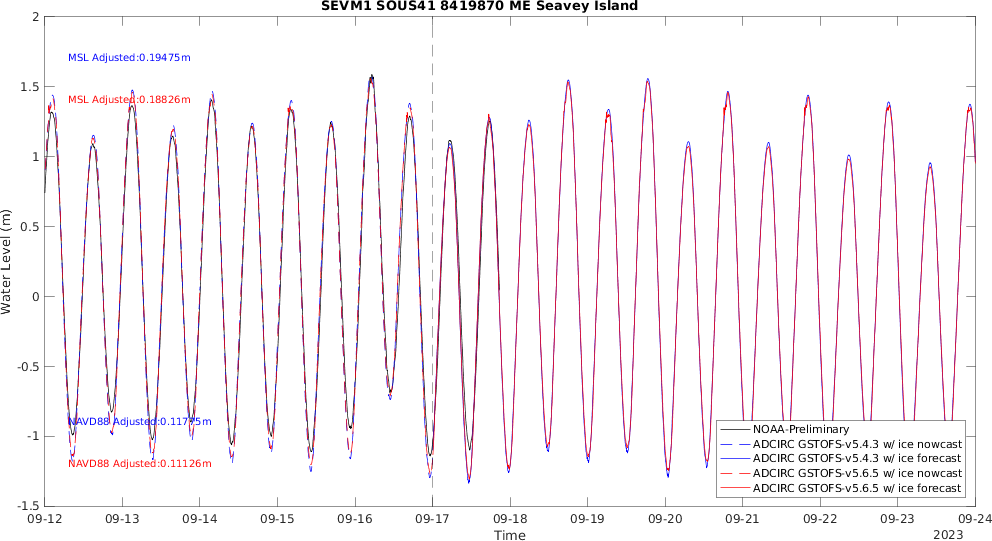 SEVM1 SOUS41 8419870 ME Seavey Island
2
1.5
1
0.5
0
-0.5
-1
-1.5
Water Level (m)
MSL Adjusted:0.19475m
MSL Adjusted:0.18826m
NAVD88 Adjusted:0.11775m
NAVD88 Adjusted:0.11126m
NOAA-Preliminary
ADCIRC GSTOFS-v5.4.3 w/ ice nowcast
ADCIRC GSTOFS-v5.4.3 w/ ice forecast
ADCIRC GSTOFS-v5.6.5 w/ ice nowcast
ADCIRC GSTOFS-v5.6.5 w/ ice forecast
09-12 09-13 09-14 09-15 09-16 09-17 09-18 09-19 09-20 09-21 09-22 09-23 09-24
Time
2023